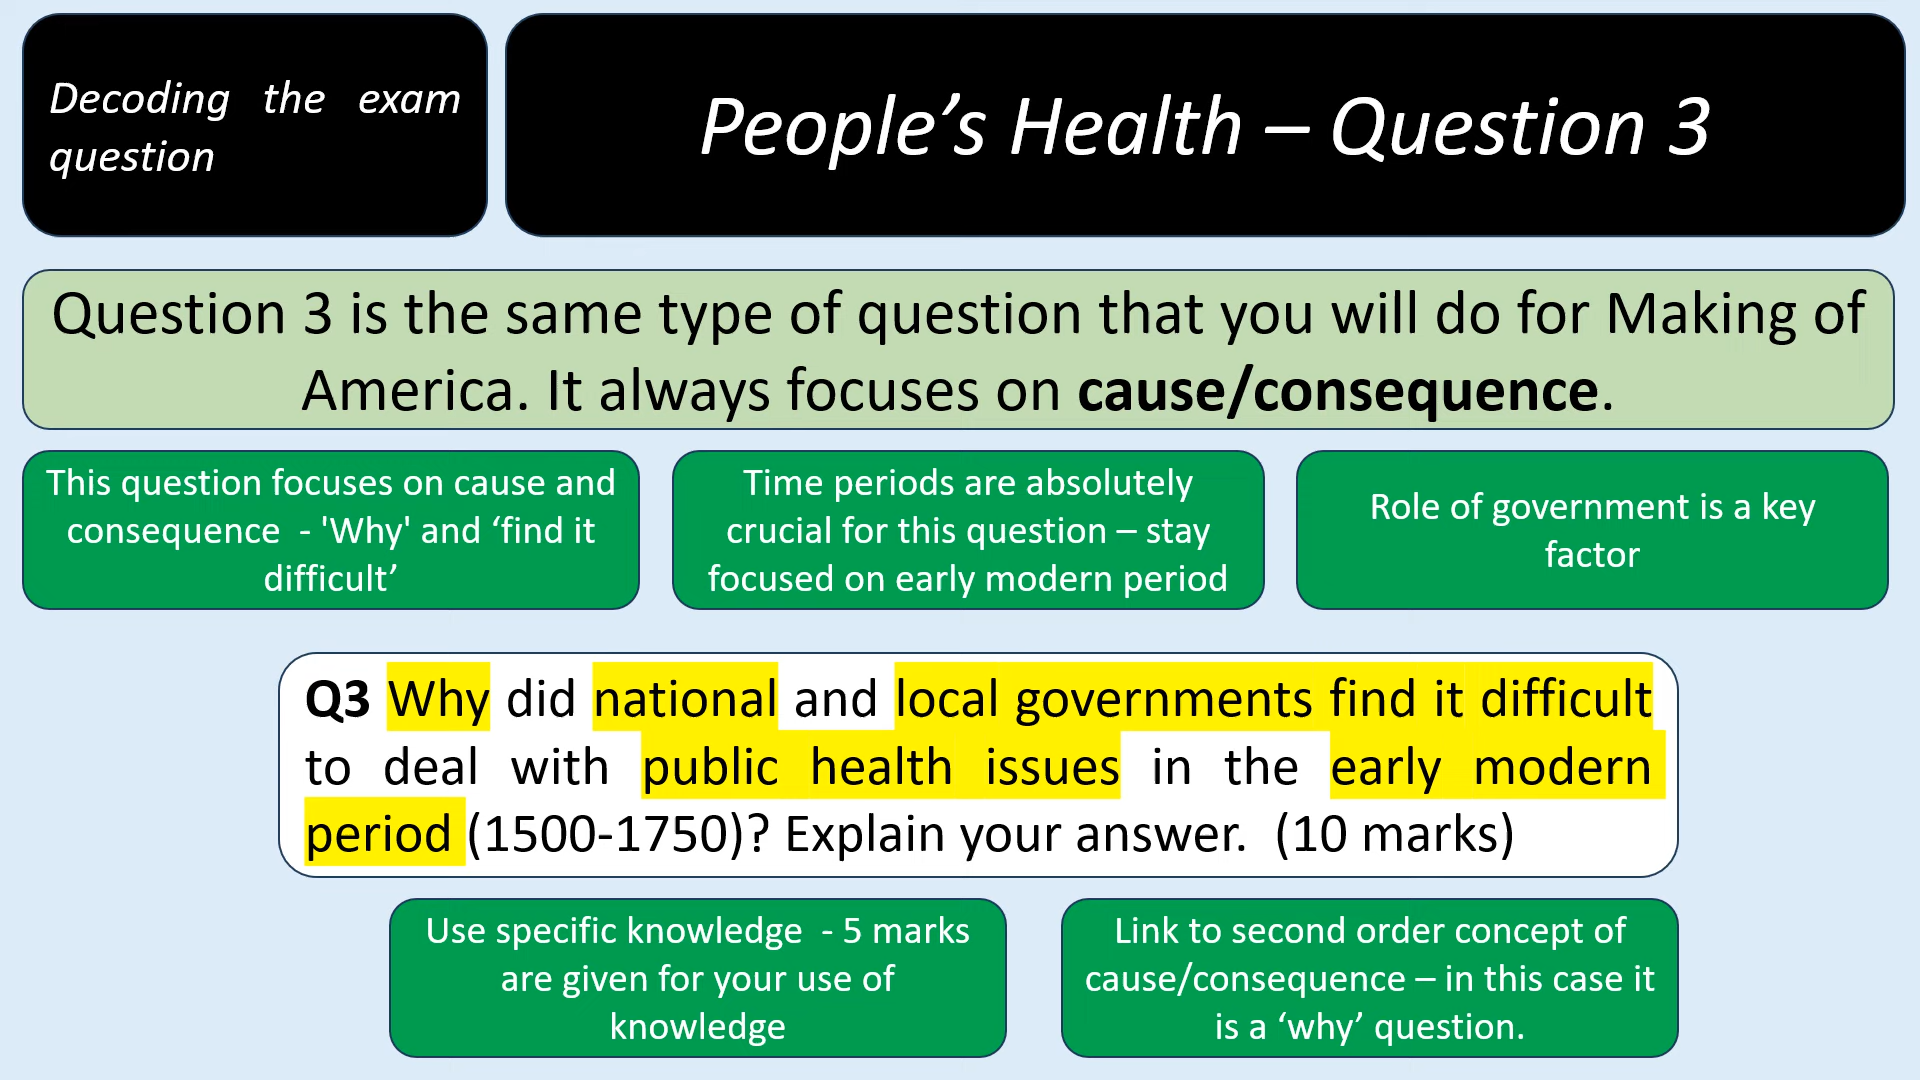 Decoding the exam
question
People’s Health – Question 3
Question 3 is the same type of question that you will do for Making of
America. It always focuses on cause/consequence.
This question focuses on cause and
consequence  - 'Why' and ‘find it
difficult’
Time periods are absolutely
crucial for this question – stay
focused on early modern period
Role of government is a key
factor
Q3 Why did national and local governments find it difficult
to deal with public health issues in the early modern
period (1500-1750)? Explain your answer.  (10 marks)
Use specific knowledge  - 5 marks
are given for your use of
knowledge
Link to second order concept of
cause/consequence – in this case it
is a ‘why’ question.